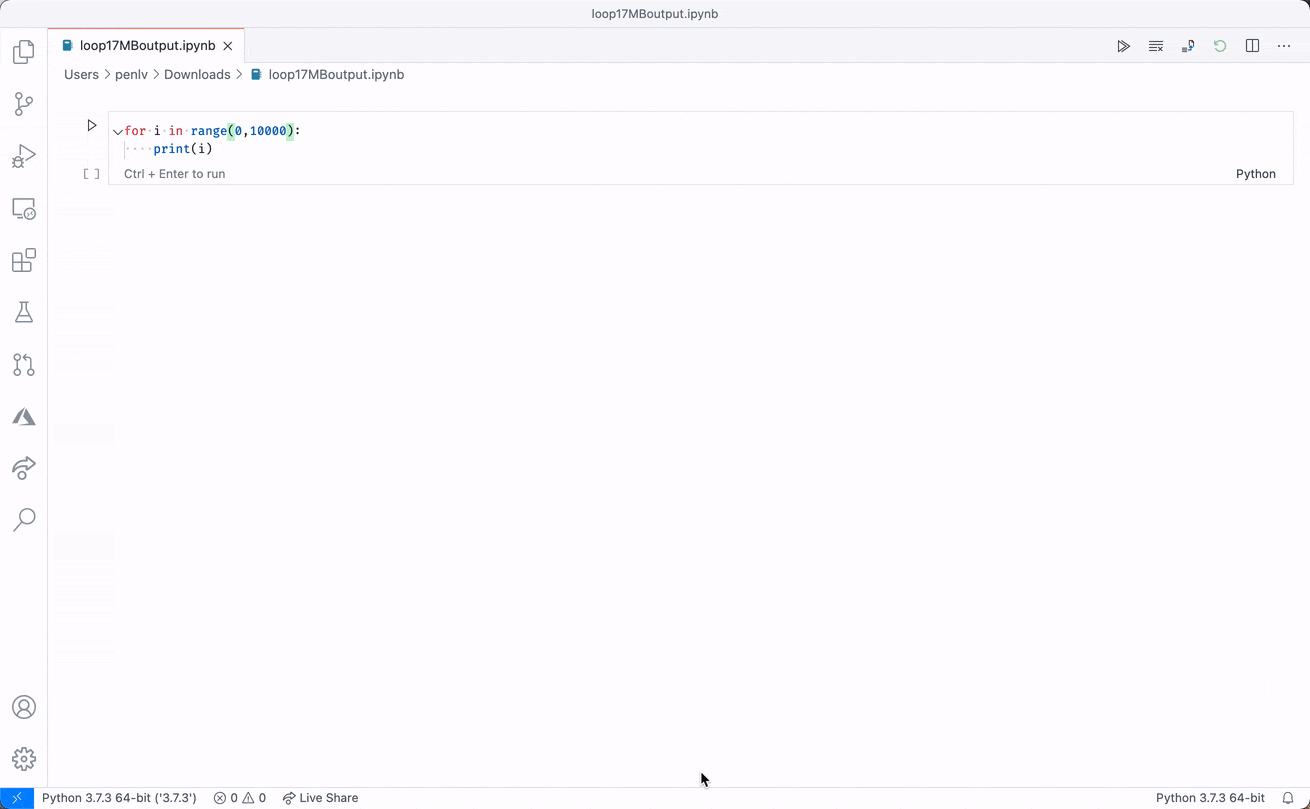 loop17MBoutput.ipynb
loop17MBoutput.ipynb
Users > penlv > Downloads > loop17MBoutput.ipynb
for i in range(0,10000):
····print(i)
[ ] Ctrl + Enter to run Python
Python 3.7.3 64-bit ('3.7.3') 0 0 Live Share Python 3.7.3 64-bit